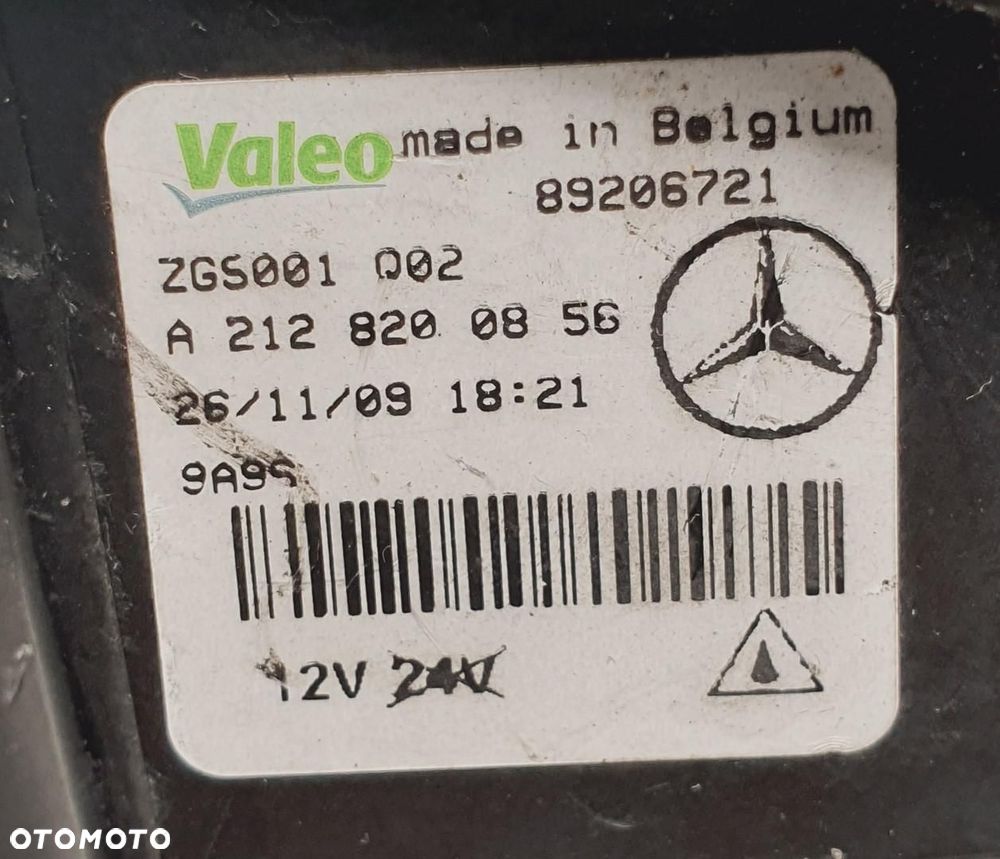 Valeo made in Belgium
89206721
ZGS001 002
A 212 820 08 56
26/11/09 18:21
9A9S
12V 24V
OTOMOTO